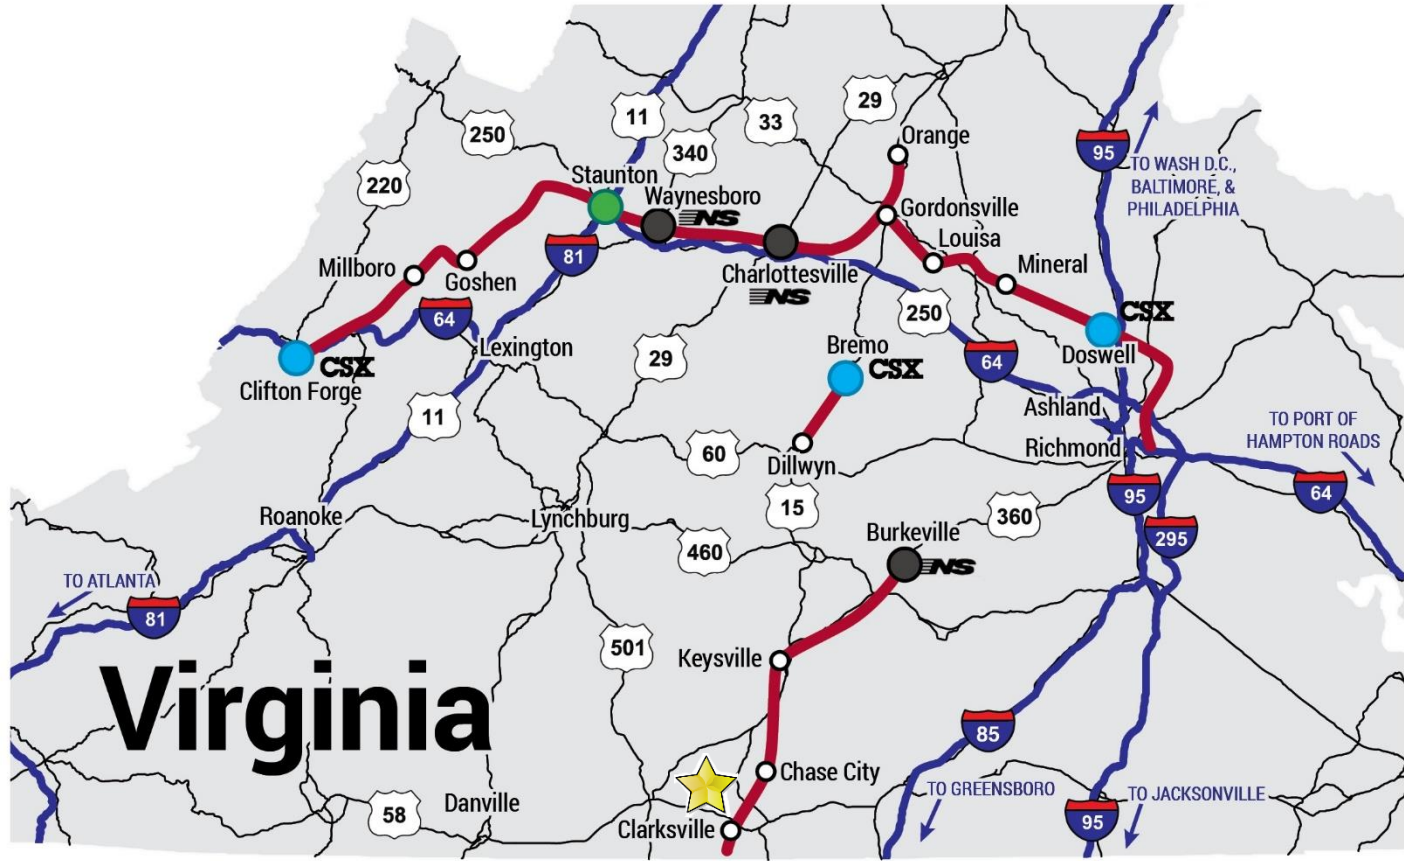 11
29
250
33
340
Orange
95
TO WASH D.C.,
BALTIMORE, &
PHILADELPHIA
220
Staunton
Waynesboro
NS
Gordonsville
Louisa
81
Millboro
Goshen
Charlottesville
NS
Mineral
64
250
CSX
Doswell
Lexington
Bremo
CSX
29
64
CSX
Clifton Forge
11
Ashland
Richmond
TO PORT OF
HAMPTON ROADS
60
Dillwyn
95
64
15
Roanoke
Lynchburg
360
Burkeville
295
460
NS
TO ATLANTA
81
501
Keysville
Virginia
85
Chase City
TO GREENSBORO
TO JACKSONVILLE
58
Danville
95
Clarksville